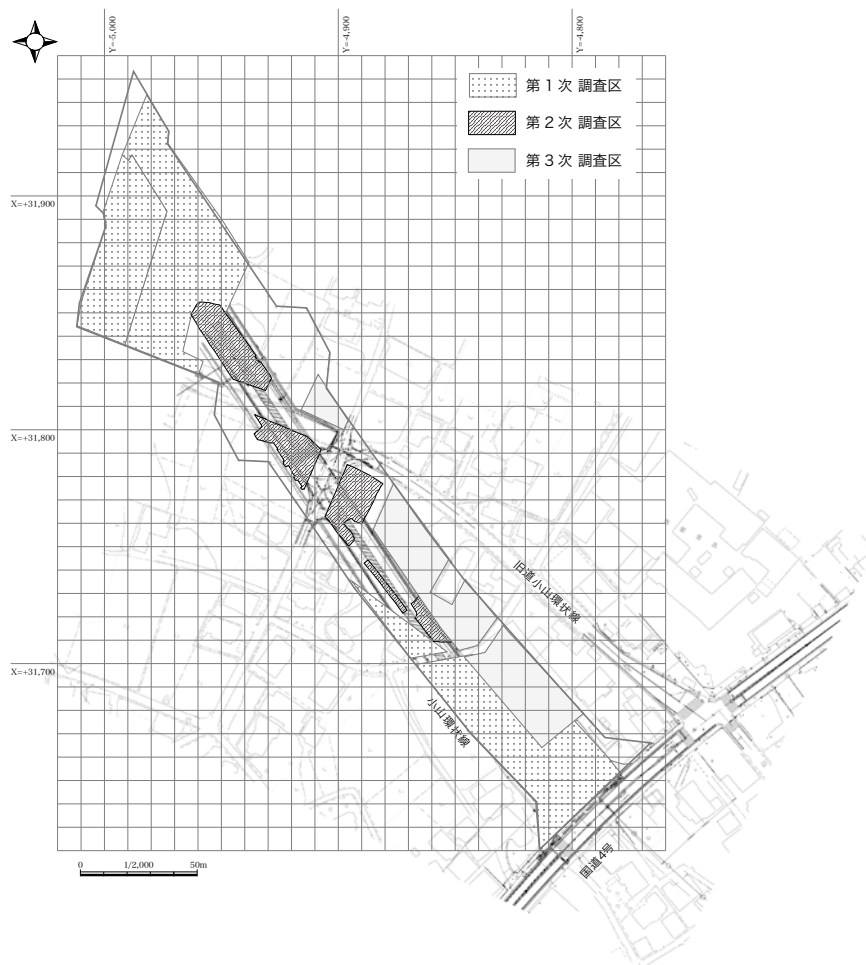 Y=-5,000
Y=-4,900
Y=-4,800
第1次 調査区
第2次 調査区
第3次 調査区
X=+31,900
X=+31,800
X=+31,700
旧道小山環状線
小山環状線
国道4号
0 1/2,000 50m